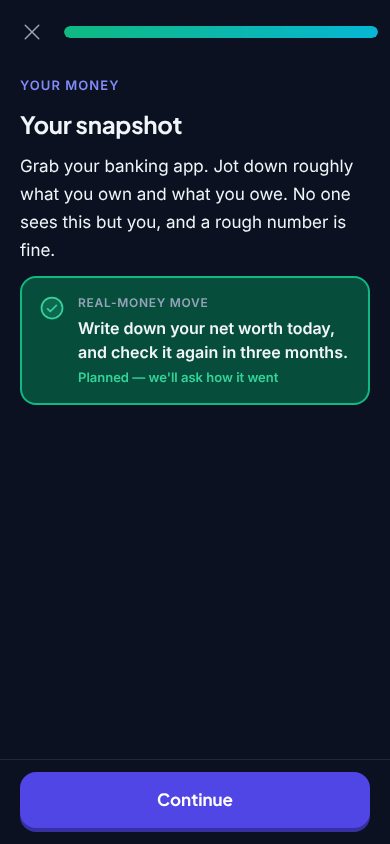 YOUR MONEY
Your snapshot
Grab your banking app. Jot down roughly
what you own and what you owe. No one
sees this but you, and a rough number is
fine.
REAL-MONEY MOVE
Write down your net worth today,
and check it again in three months.
Planned — we'll ask how it went
Continue